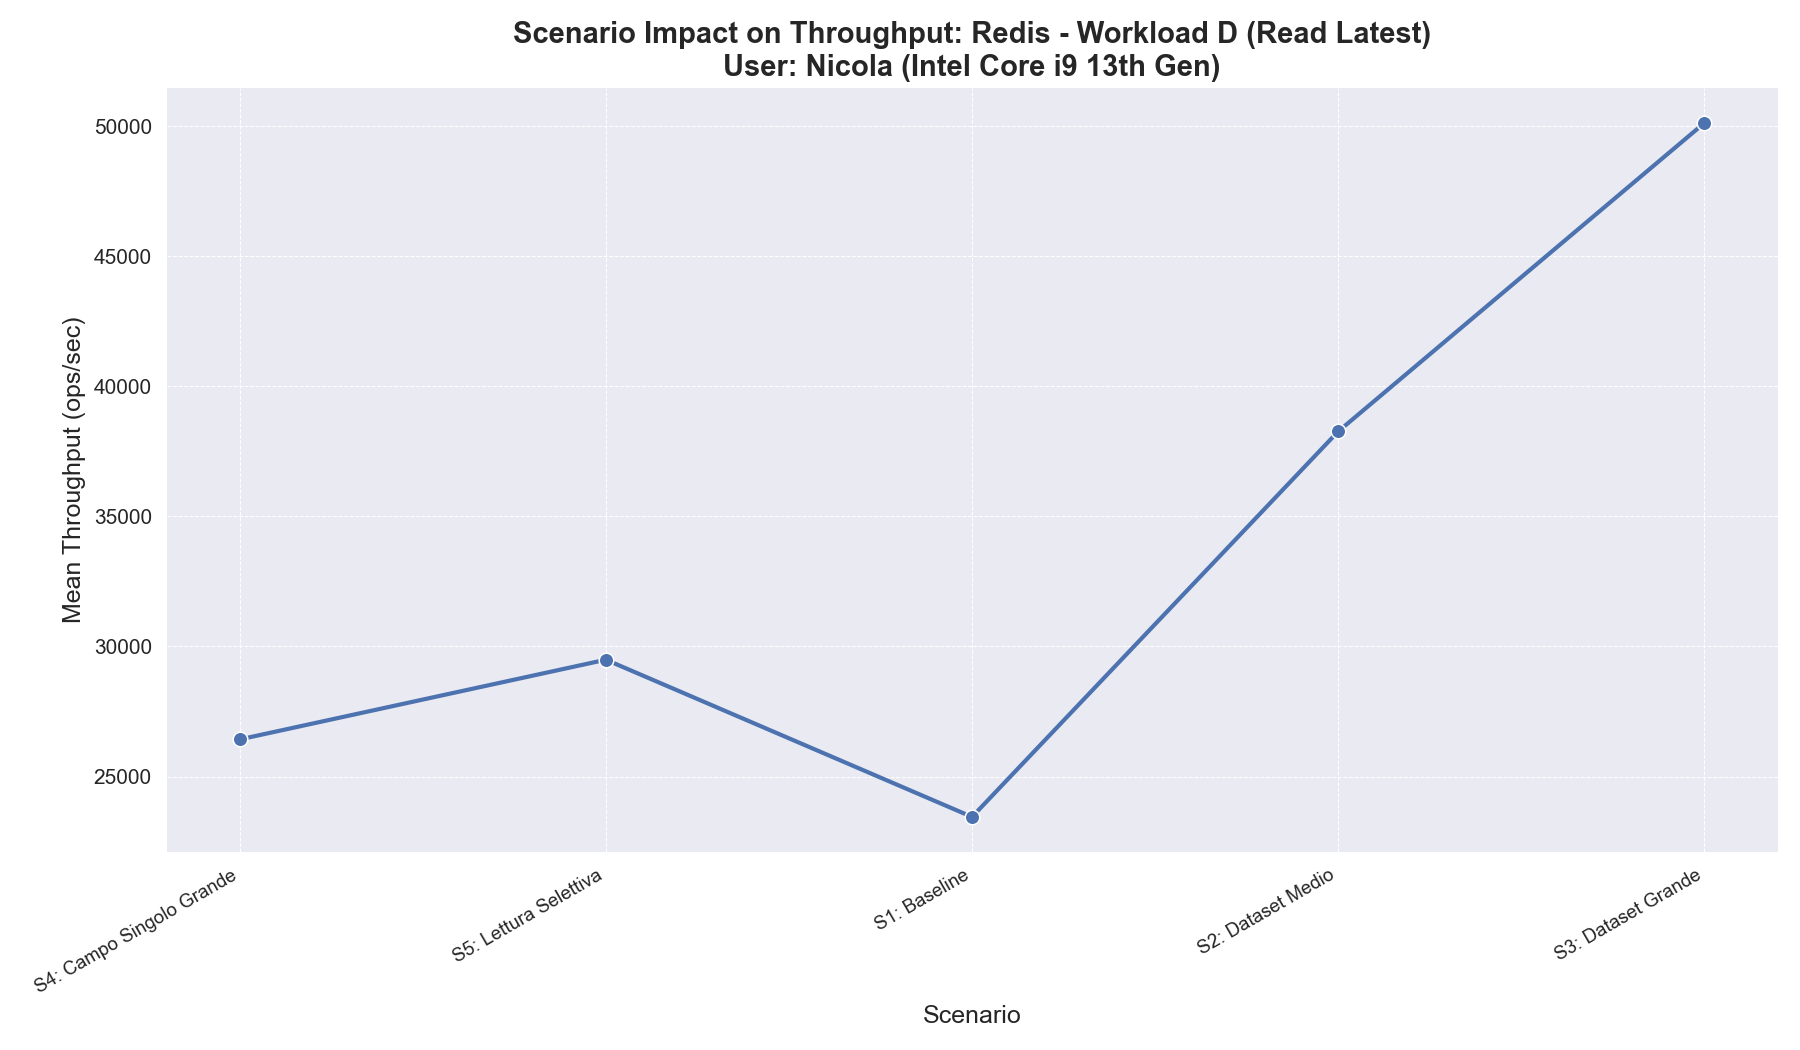 Scenario Impact on Throughput: Redis - Workload D (Read Latest)
User: Nicola (Intel Core i9 13th Gen)
50000
45000
40000
35000
30000
25000
Mean Throughput (ops/sec)
S4: Campo Singolo Grande
S5: Lettura Selettiva
S1: Baseline
S2: Dataset Medio
S3: Dataset Grande
Scenario